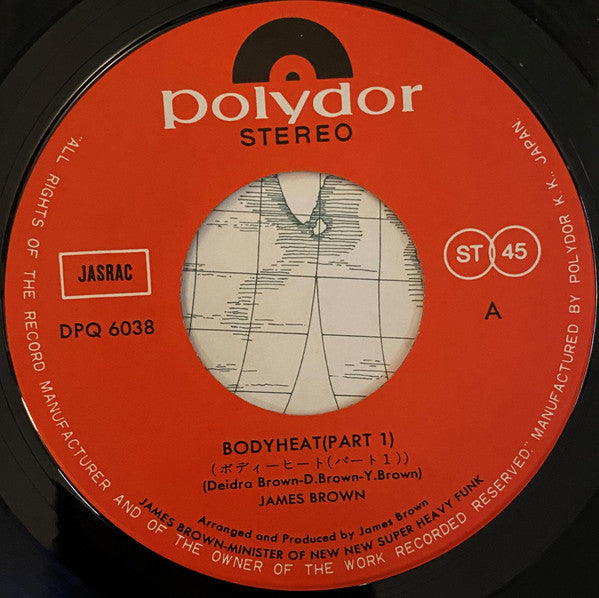 polydor
STEREO
JASRAC
DPQ 6038
ST 45
A
BODYHEAT(PART 1)
(ボディーヒート(パート1))
(Deidra Brown-D.Brown-Y.Brown)
JAMES BROWN
Arranged and Produced by James Brown
JAMES BROWN-MINISTER OF NEW NEW SUPER HEAVY FUNK
"ALL RIGHTS OF THE RECORD MANUFACTURER AND OF THE OWNER OF THE WORK RECORDED RESERVED." MANUFACTURED BY POLYDOR K.K., JAPAN